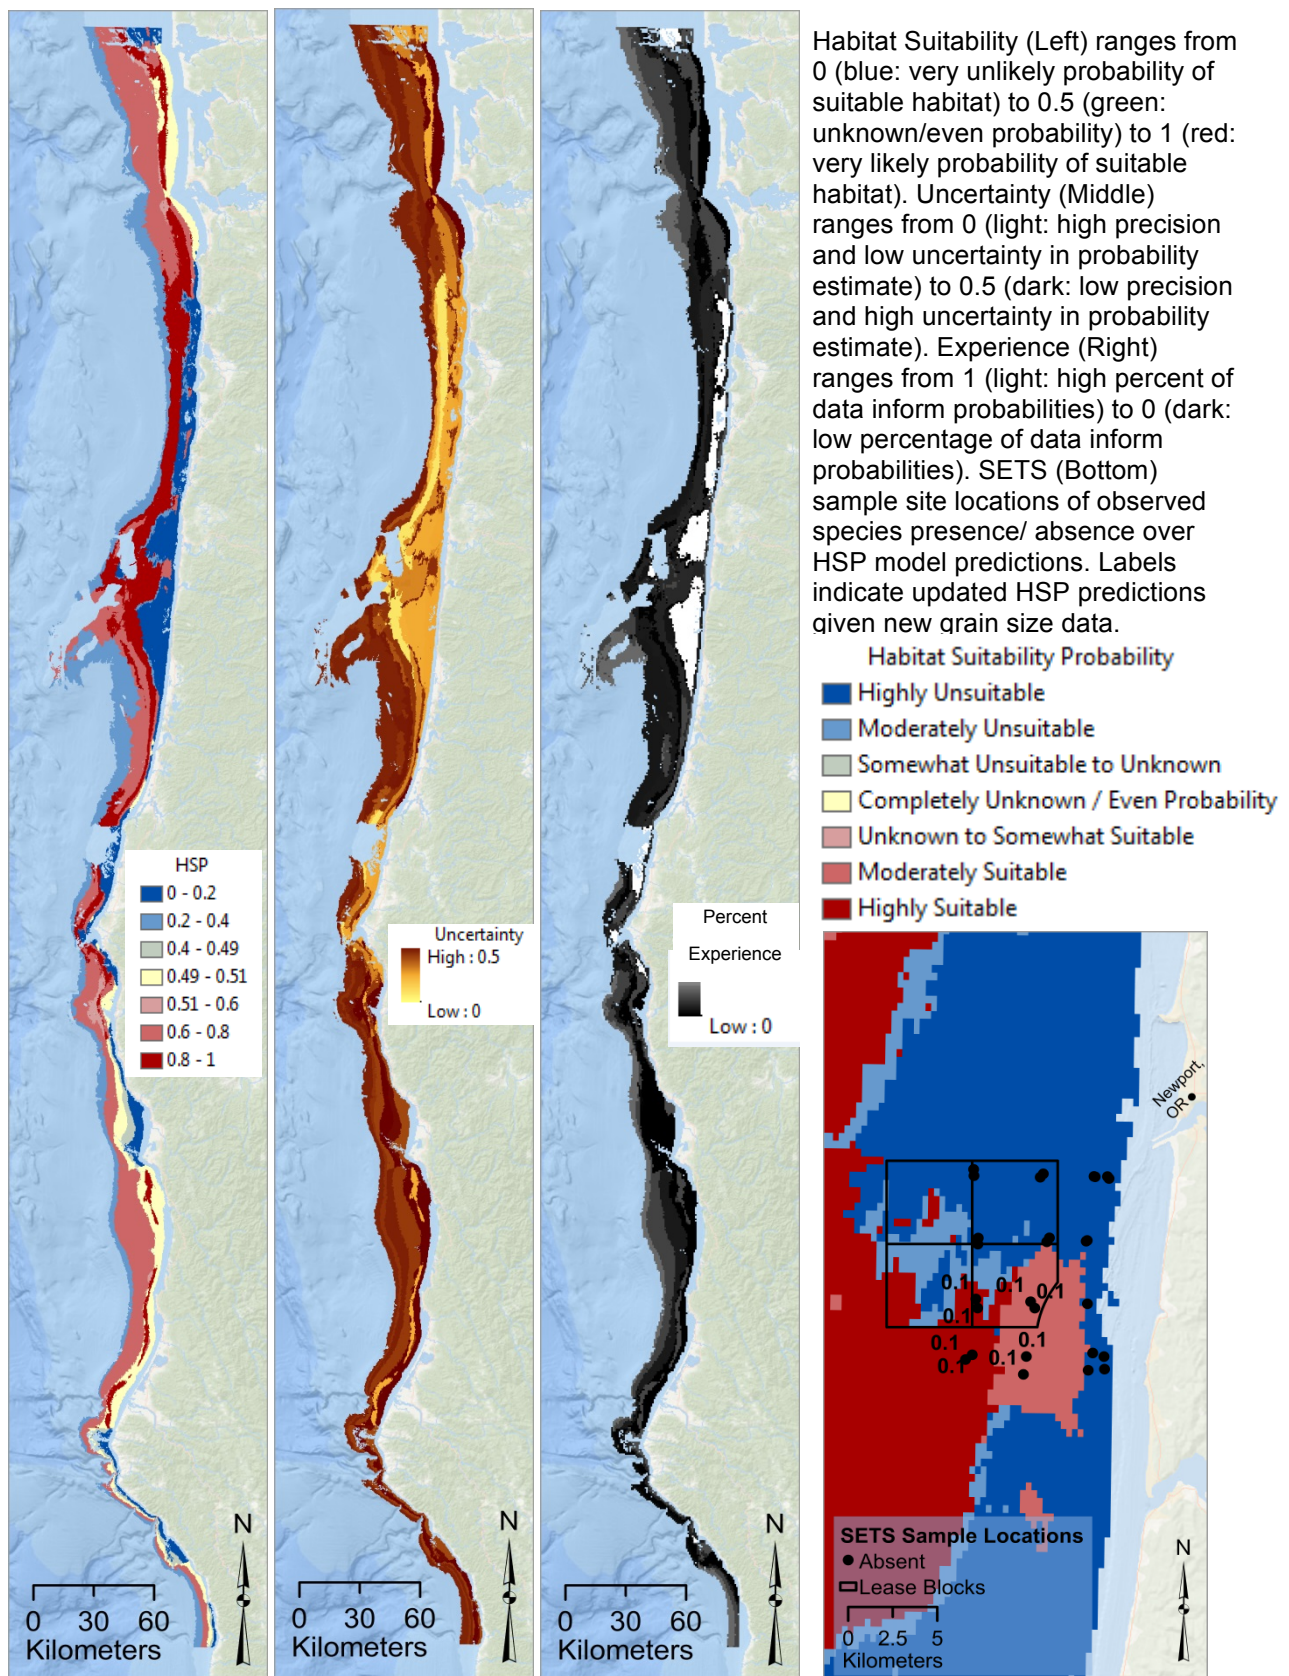 Habitat Suitability (Left) ranges from
0 (blue: very unlikely probability of
suitable habitat) to 0.5 (green:
unknown/even probability) to 1 (red:
very likely probability of suitable
habitat). Uncertainty (Middle)
ranges from 0 (light: high precision
and low uncertainty in probability
estimate) to 0.5 (dark: low precision
and high uncertainty in probability
estimate). Experience (Right)
ranges from 1 (light: high percent of
data inform probabilities) to 0 (dark:
low percentage of data inform
probabilities). SETS (Bottom)
sample site locations of observed
species presence/ absence over
HSP model predictions. Labels
indicate updated HSP predictions
given new grain size data.
Habitat Suitability Probability
Highly Unsuitable
Moderately Unsuitable
Somewhat Unsuitable to Unknown
Completely Unknown / Even Probability
Unknown to Somewhat Suitable
Moderately Suitable
Highly Suitable
HSP
0 - 0.2
0.2 - 0.4
0.4 - 0.49
0.49 - 0.51
0.51 - 0.6
0.6 - 0.8
0.8 - 1
N
0 30 60
Kilometers
Uncertainty
High : 0.5
Low : 0
N
0 30 60
Kilometers
Percent
Experience
Low : 0
N
0 30 60
Kilometers
Newport,
OR
0.1
0.1
0.1
0.1
0.1
0.1
0.1
0.1
SETS Sample Locations
Absent
Lease Blocks
0 2.5 5
Kilometers
N